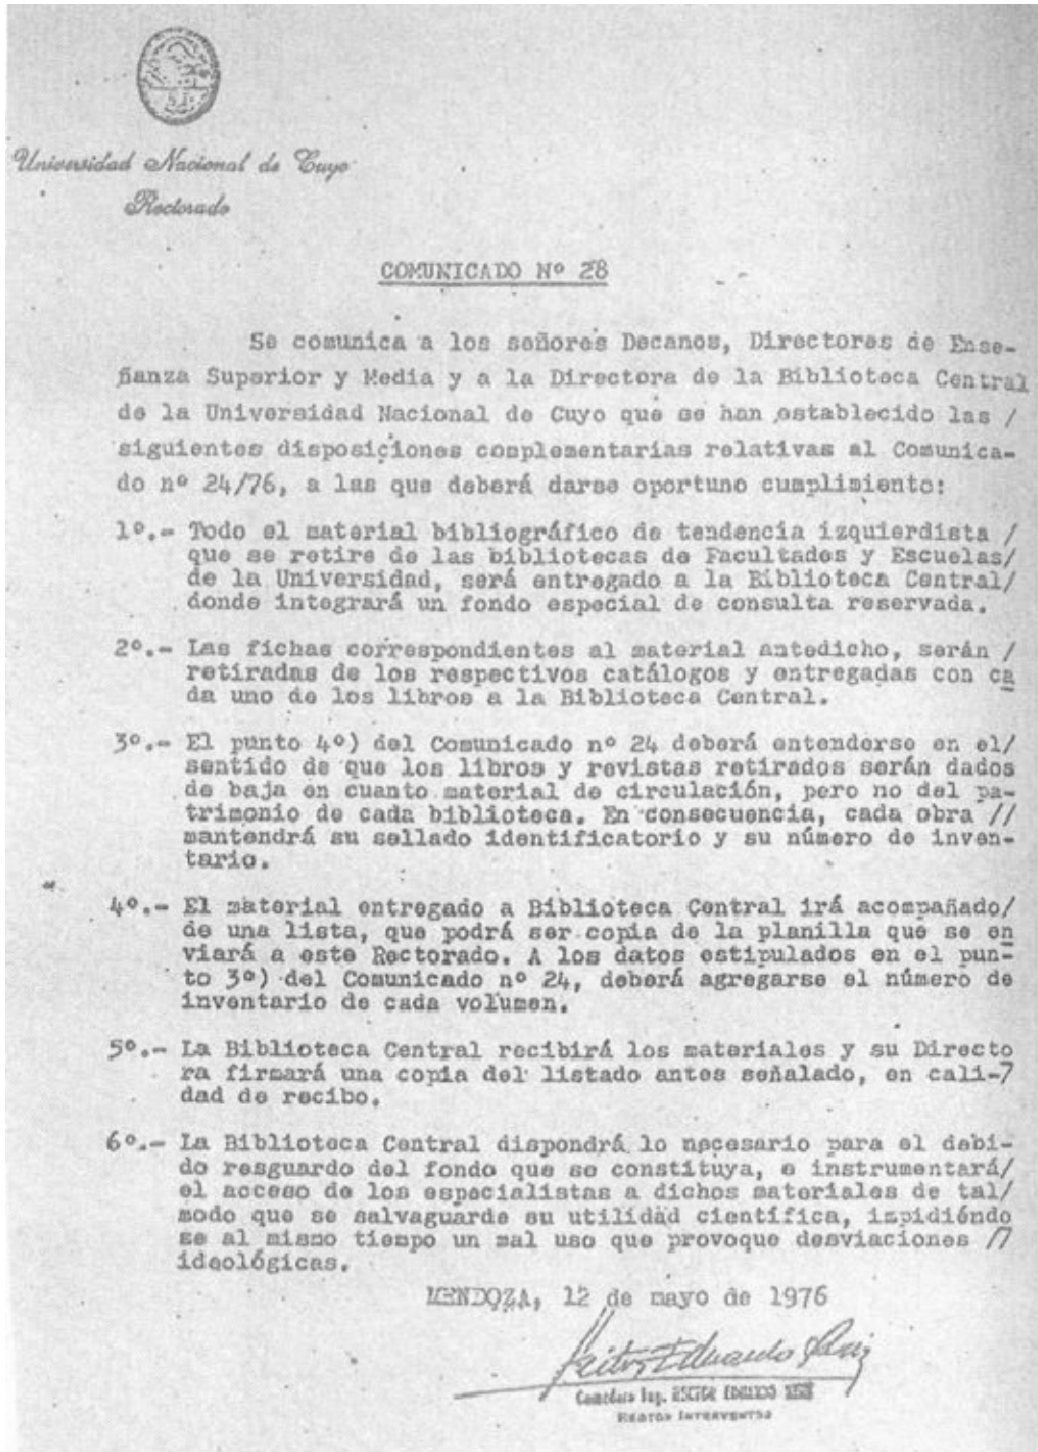 Universidad Nacional de Cuyo
Rectorado
COMUNICADO Nº 28
Se comunica a los señores Decanos, Directores de Ense-
ñanza Superior y Media y a la Directora de la Biblioteca Central
de la Universidad Nacional de Cuyo que se han establecido las /
siguientes disposiciones complementarias relativas al Comunica-
do nº 24/76, a las que deberá darse oportuno cumplimiento:
1º.- Todo el material bibliográfico de tendencia izquierdista /
que se retire de las bibliotecas de Facultades y Escuelas/
de la Universidad, será entregado a la Biblioteca Central/
donde integrará un fondo especial de consulta reservada.
2º.- Las fichas correspondientes al material antedicho, serán /
retiradas de los respectivos catálogos y entregadas con ca
da uno de los libros a la Biblioteca Central.
3º.- El punto 4º) del Comunicado nº 24 deberá entenderse en el/
sentido de que los libros y revistas retirados serán dados
de baja en cuanto material de circulación, pero no del pa-
trimonio de cada biblioteca. En consecuencia, cada obra //
mantendrá su sellado identificatorio y su número de inven-
tario.
4º.- El material entregado a Biblioteca Central irá acompañado/
de una lista, que podrá ser copia de la planilla que se en
viará a este Rectorado. A los datos estipulados en el pun-
to 3º) del Comunicado nº 24, deberá agregarse el número de
inventario de cada volumen.
5º.- La Biblioteca Central recibirá los materiales y su Directo
ra firmará una copia del listado antes señalado, en cali-/
dad de recibo.
6º.- La Biblioteca Central dispondrá lo necesario para el debi-
do resguardo del fondo que se constituya, e instrumentará/
el acceso de los especialistas a dichos materiales de tal/
modo que se salvaguarde su utilidad científica, impidiéndo
se al mismo tiempo un mal uso que provoque desviaciones //
ideológicas.
MENDOZA, 12 de mayo de 1976
Eduardo Ruiz
Comodoro Ing.
RECTOR INTERVENTOR